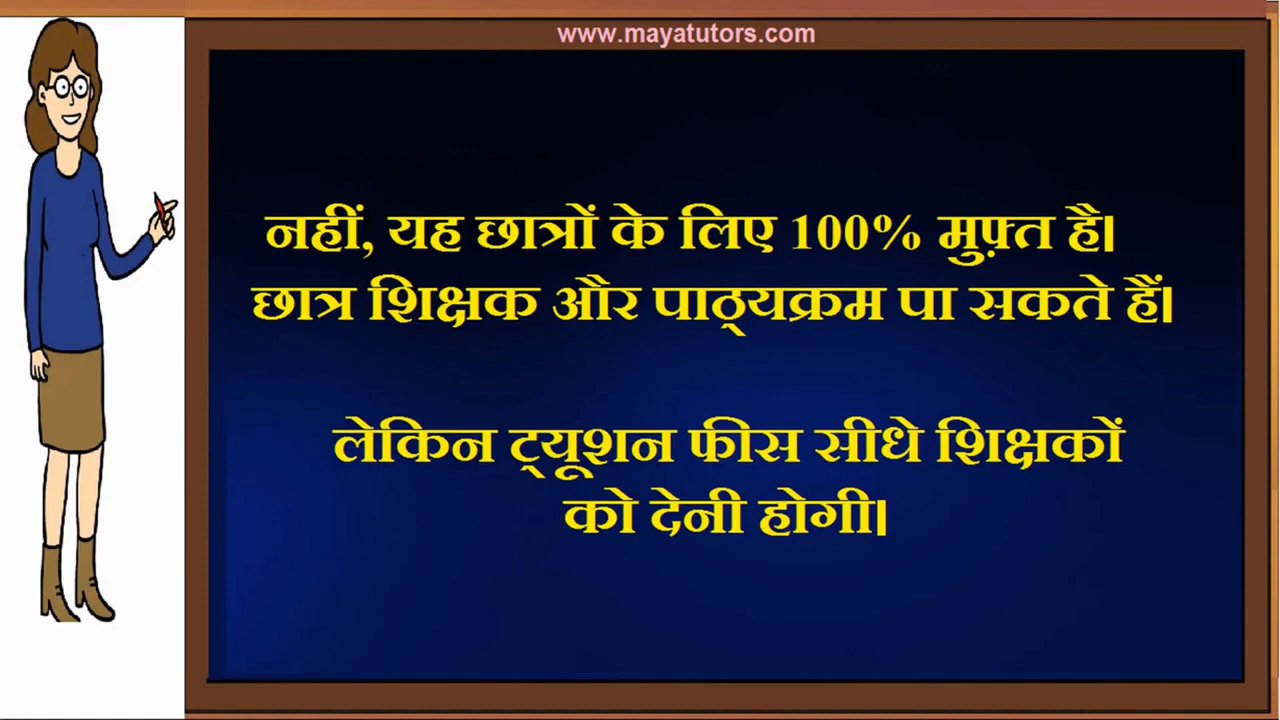 www.mayatutors.com
नहीं, यह छात्रों के लिए 100% मुफ़्त है।
छात्र शिक्षक और पाठ्यक्रम पा सकते हैं।
लेकिन ट्यूशन फीस सीधे शिक्षकों
को देनी होगी।